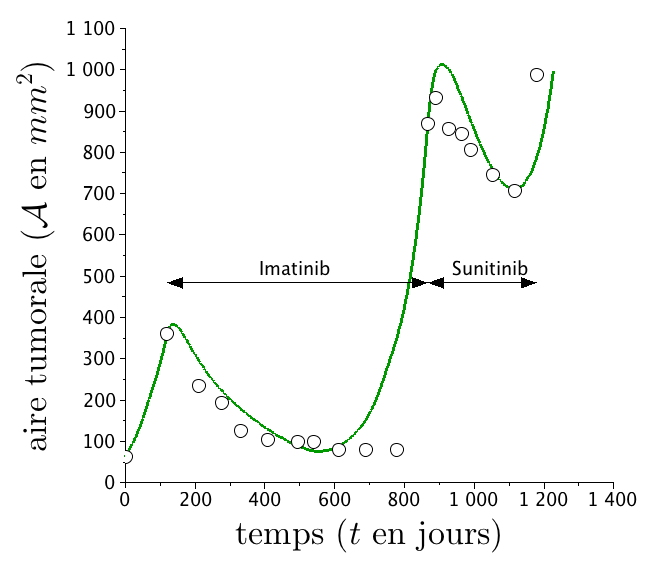 1 100
1 000
900
800
700
600
500
400
300
200
100
0
aire tumorale (𝒜 en mm²)
Imatinib
Sunitinib
0 200 400 600 800 1 000 1 200 1 400
temps (t en jours)